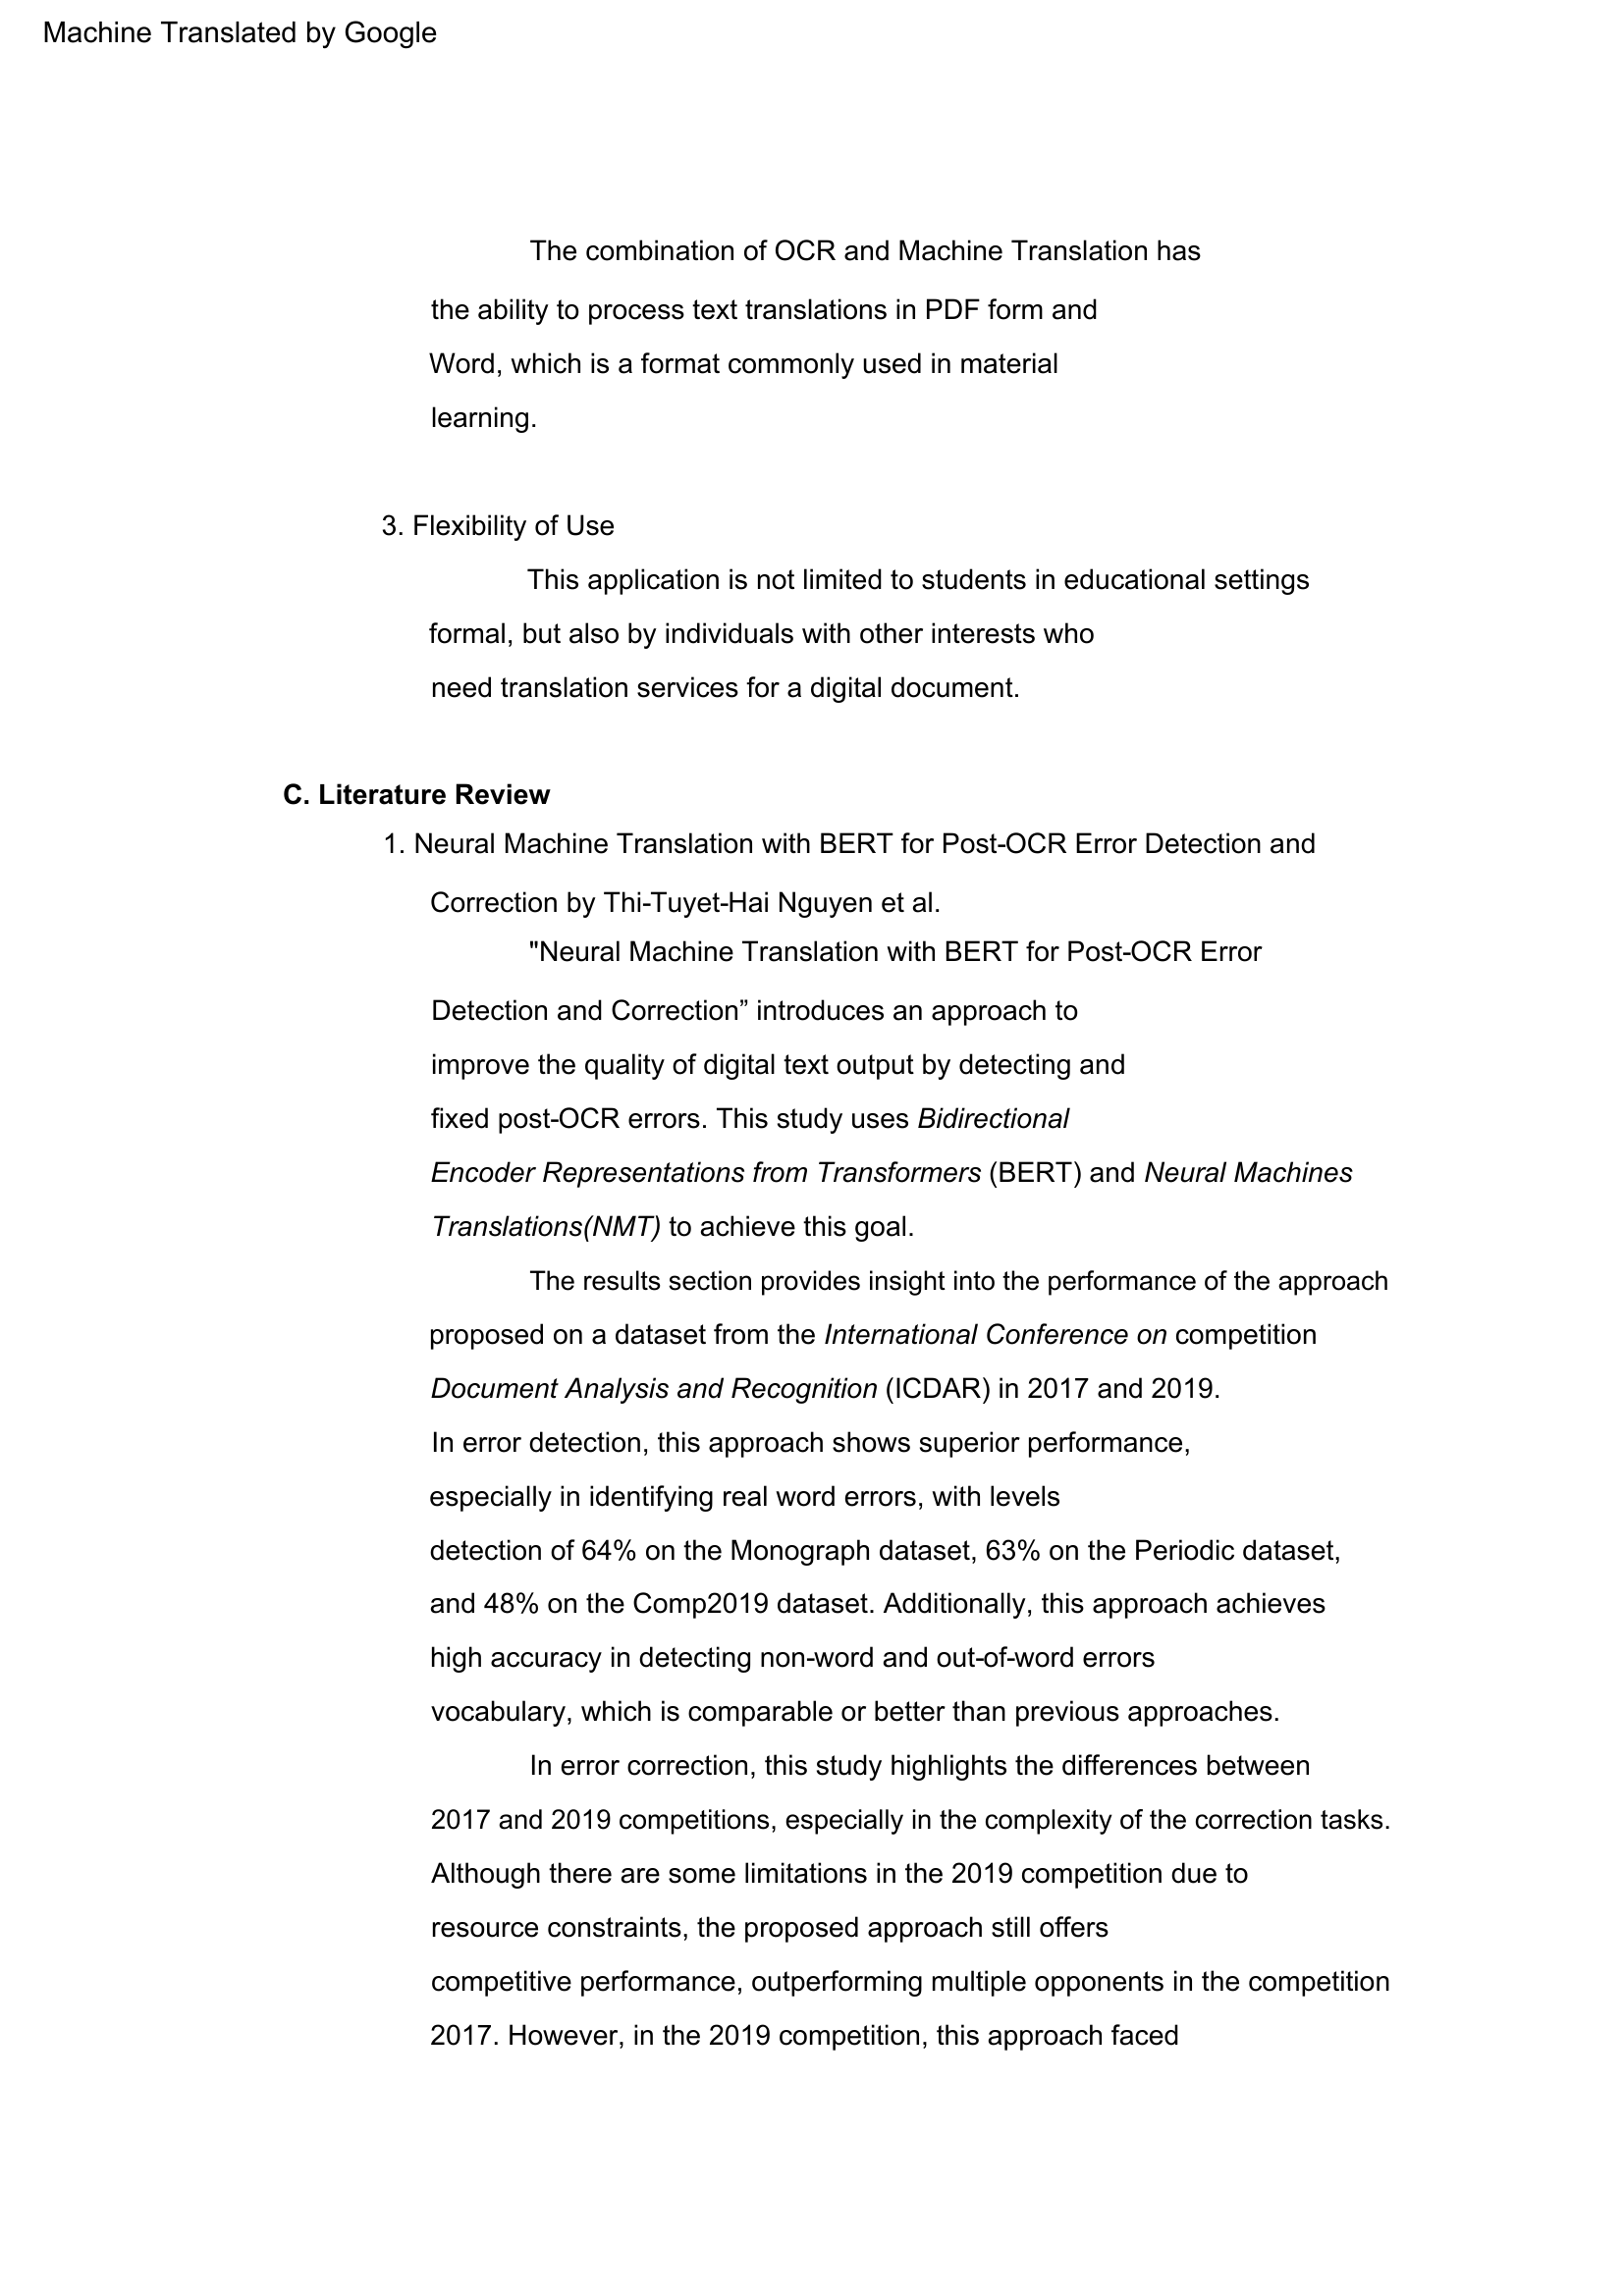 Machine Translated by Google
The combination of OCR and Machine Translation has
the ability to process text translations in PDF form and
Word, which is a format commonly used in material
learning.
3. Flexibility of Use
This application is not limited to students in educational settings
formal, but also by individuals with other interests who
need translation services for a digital document.
C. Literature Review
1. Neural Machine Translation with BERT for Post-OCR Error Detection and
Correction by Thi-Tuyet-Hai Nguyen et al.
"Neural Machine Translation with BERT for Post-OCR Error
Detection and Correction” introduces an approach to
improve the quality of digital text output by detecting and
fixed post-OCR errors. This study uses Bidirectional
Encoder Representations from Transformers (BERT) and Neural Machines
Translations(NMT) to achieve this goal.
The results section provides insight into the performance of the approach
proposed on a dataset from the International Conference on competition
Document Analysis and Recognition (ICDAR) in 2017 and 2019.
In error detection, this approach shows superior performance,
especially in identifying real word errors, with levels
detection of 64% on the Monograph dataset, 63% on the Periodic dataset,
and 48% on the Comp2019 dataset. Additionally, this approach achieves
high accuracy in detecting non-word and out-of-word errors
vocabulary, which is comparable or better than previous approaches.
In error correction, this study highlights the differences between
2017 and 2019 competitions, especially in the complexity of the correction tasks.
Although there are some limitations in the 2019 competition due to
resource constraints, the proposed approach still offers
competitive performance, outperforming multiple opponents in the competition
2017. However, in the 2019 competition, this approach faced